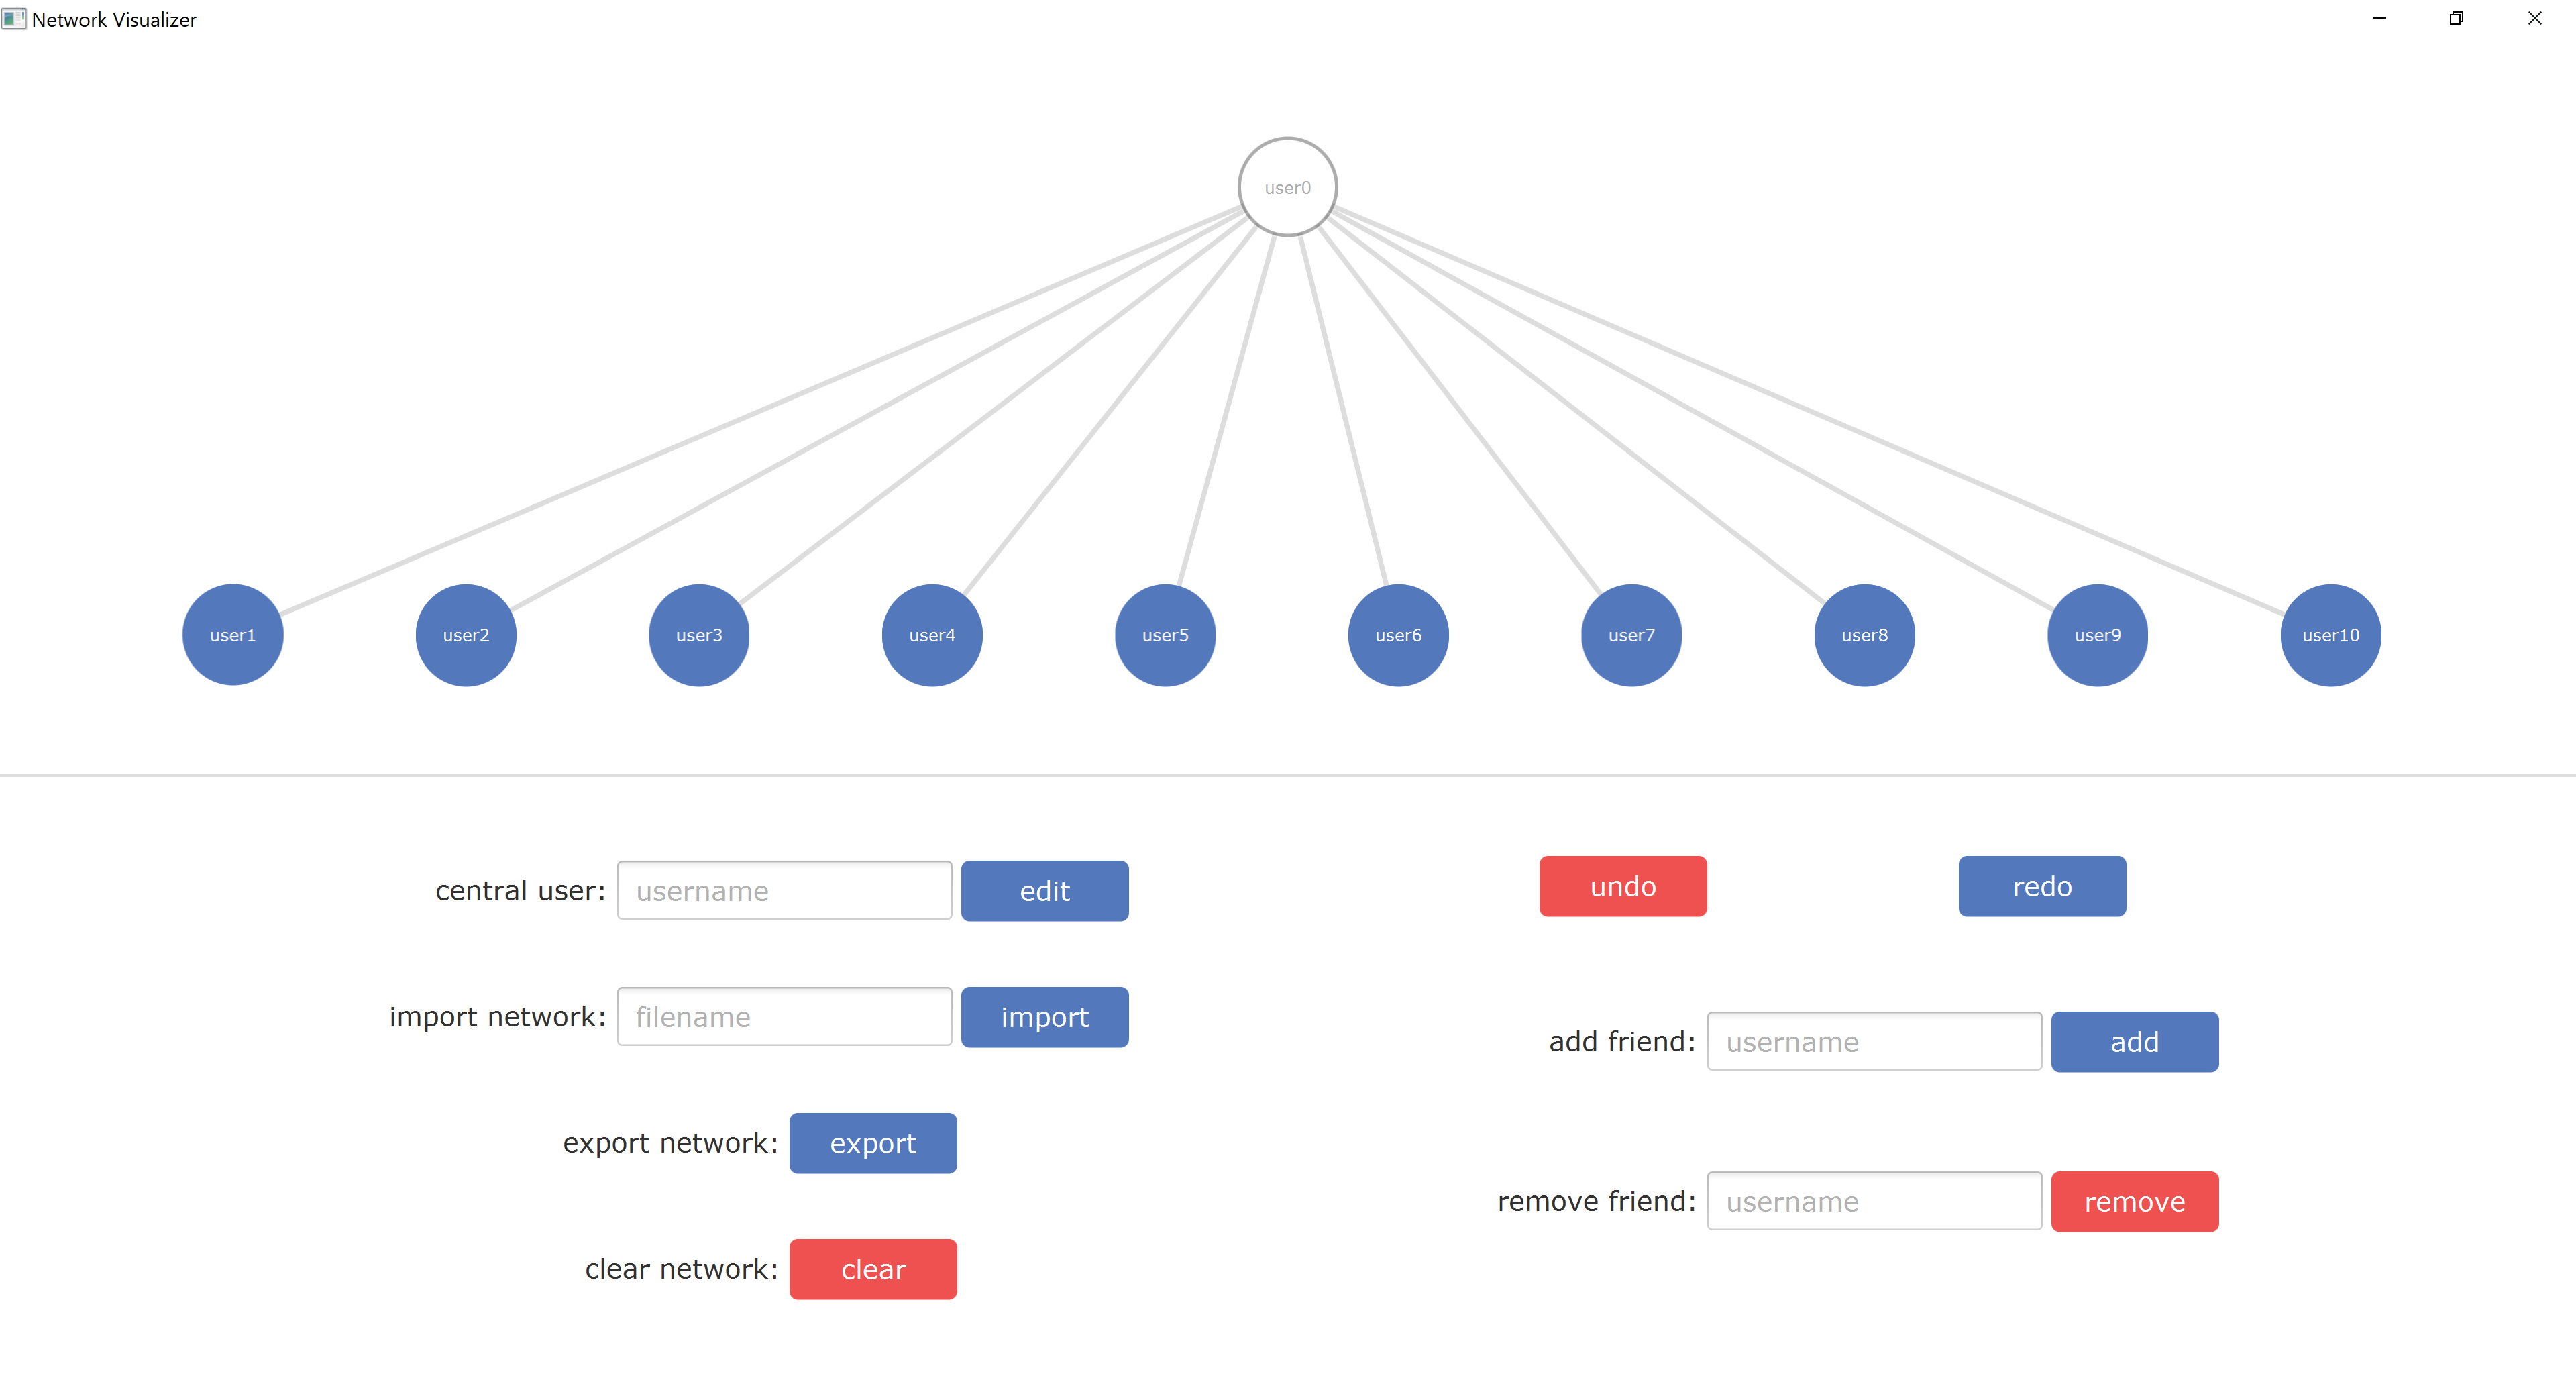 Network Visualizer
user0
user1 user2 user3 user4 user5 user6 user7 user8 user9 user10
central user: username edit
import network: filename import
export network: export
clear network: clear
undo redo
add friend: username add
remove friend: username remove